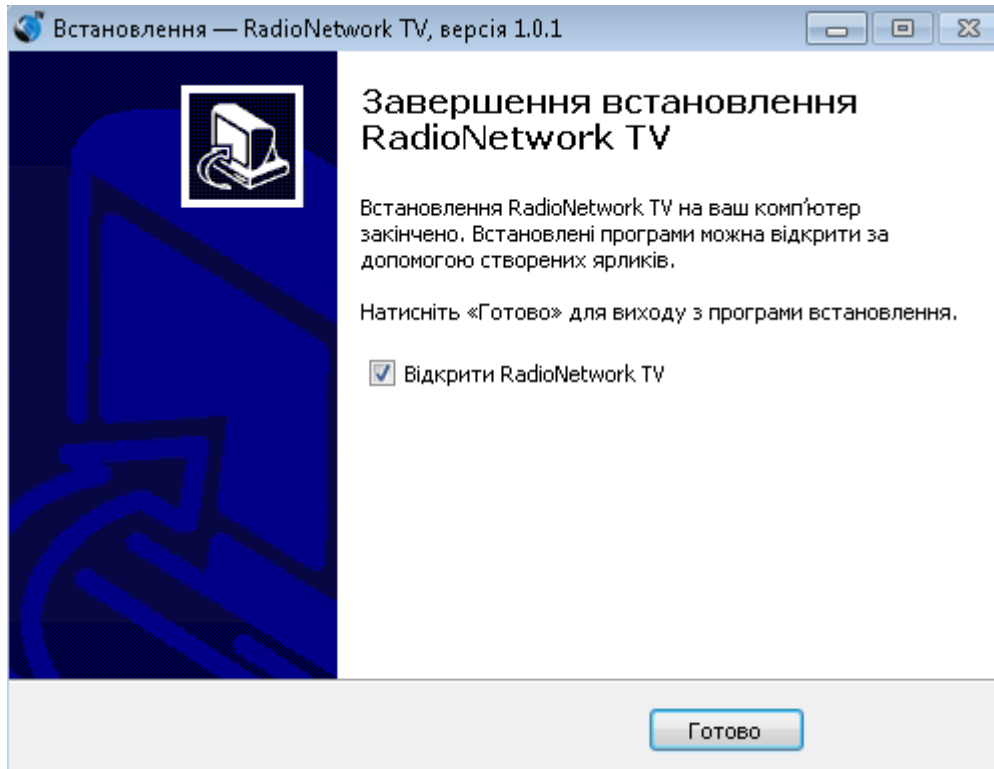 Встановлення — RadioNetwork TV, версія 1.0.1
Завершення встановлення
RadioNetwork TV
Встановлення RadioNetwork TV на ваш комп'ютер
закінчено. Встановлені програми можна відкрити за
допомогою створених ярликів.
Натисніть «Готово» для виходу з програми встановлення.
Відкрити RadioNetwork TV
Готово